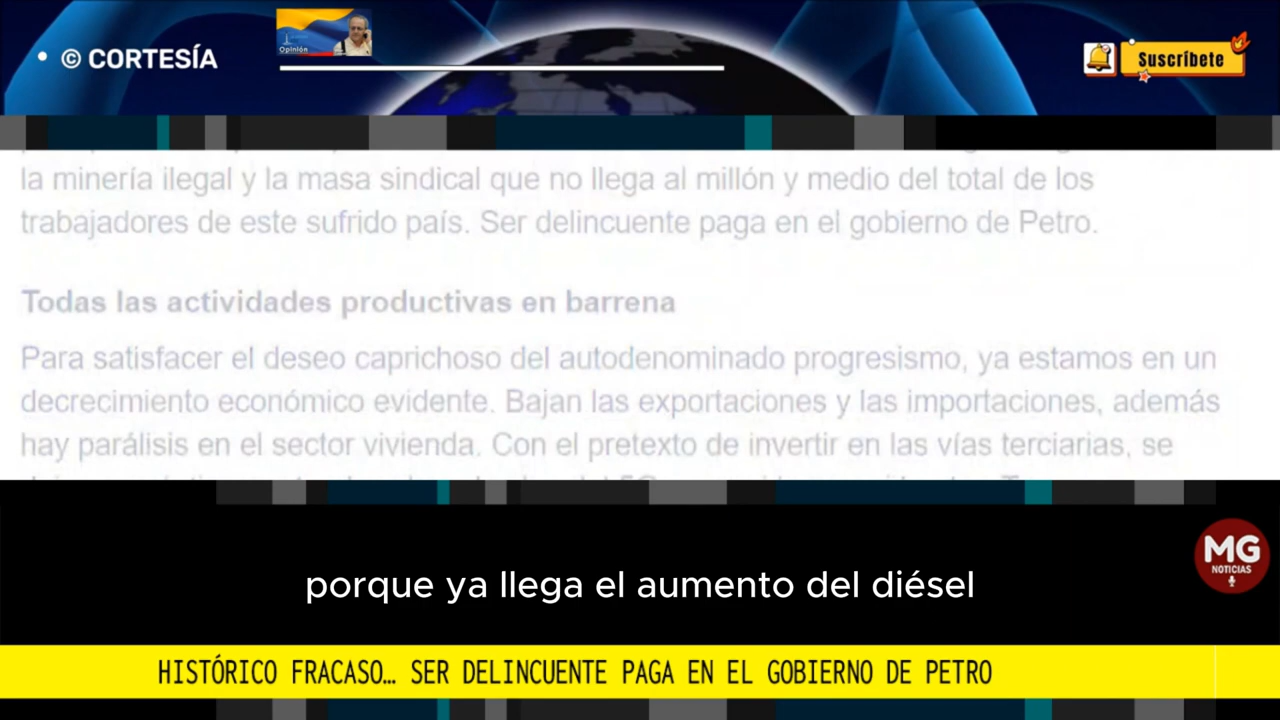 • © CORTESÍA
Opinión
Suscríbete
la minería ilegal y la masa sindical que no llega al millón y medio del total de los
trabajadores de este sufrido país. Ser delincuente paga en el gobierno de Petro.
Todas las actividades productivas en barrena
Para satisfacer el deseo caprichoso del autodenominado progresismo, ya estamos en un
decrecimiento económico evidente. Bajan las exportaciones y las importaciones, además
hay parálisis en el sector vivienda. Con el pretexto de invertir en las vías terciarias, se
MG
NOTICIAS
porque ya llega el aumento del diésel
HISTÓRICO FRACASO... SER DELINCUENTE PAGA EN EL GOBIERNO DE PETRO